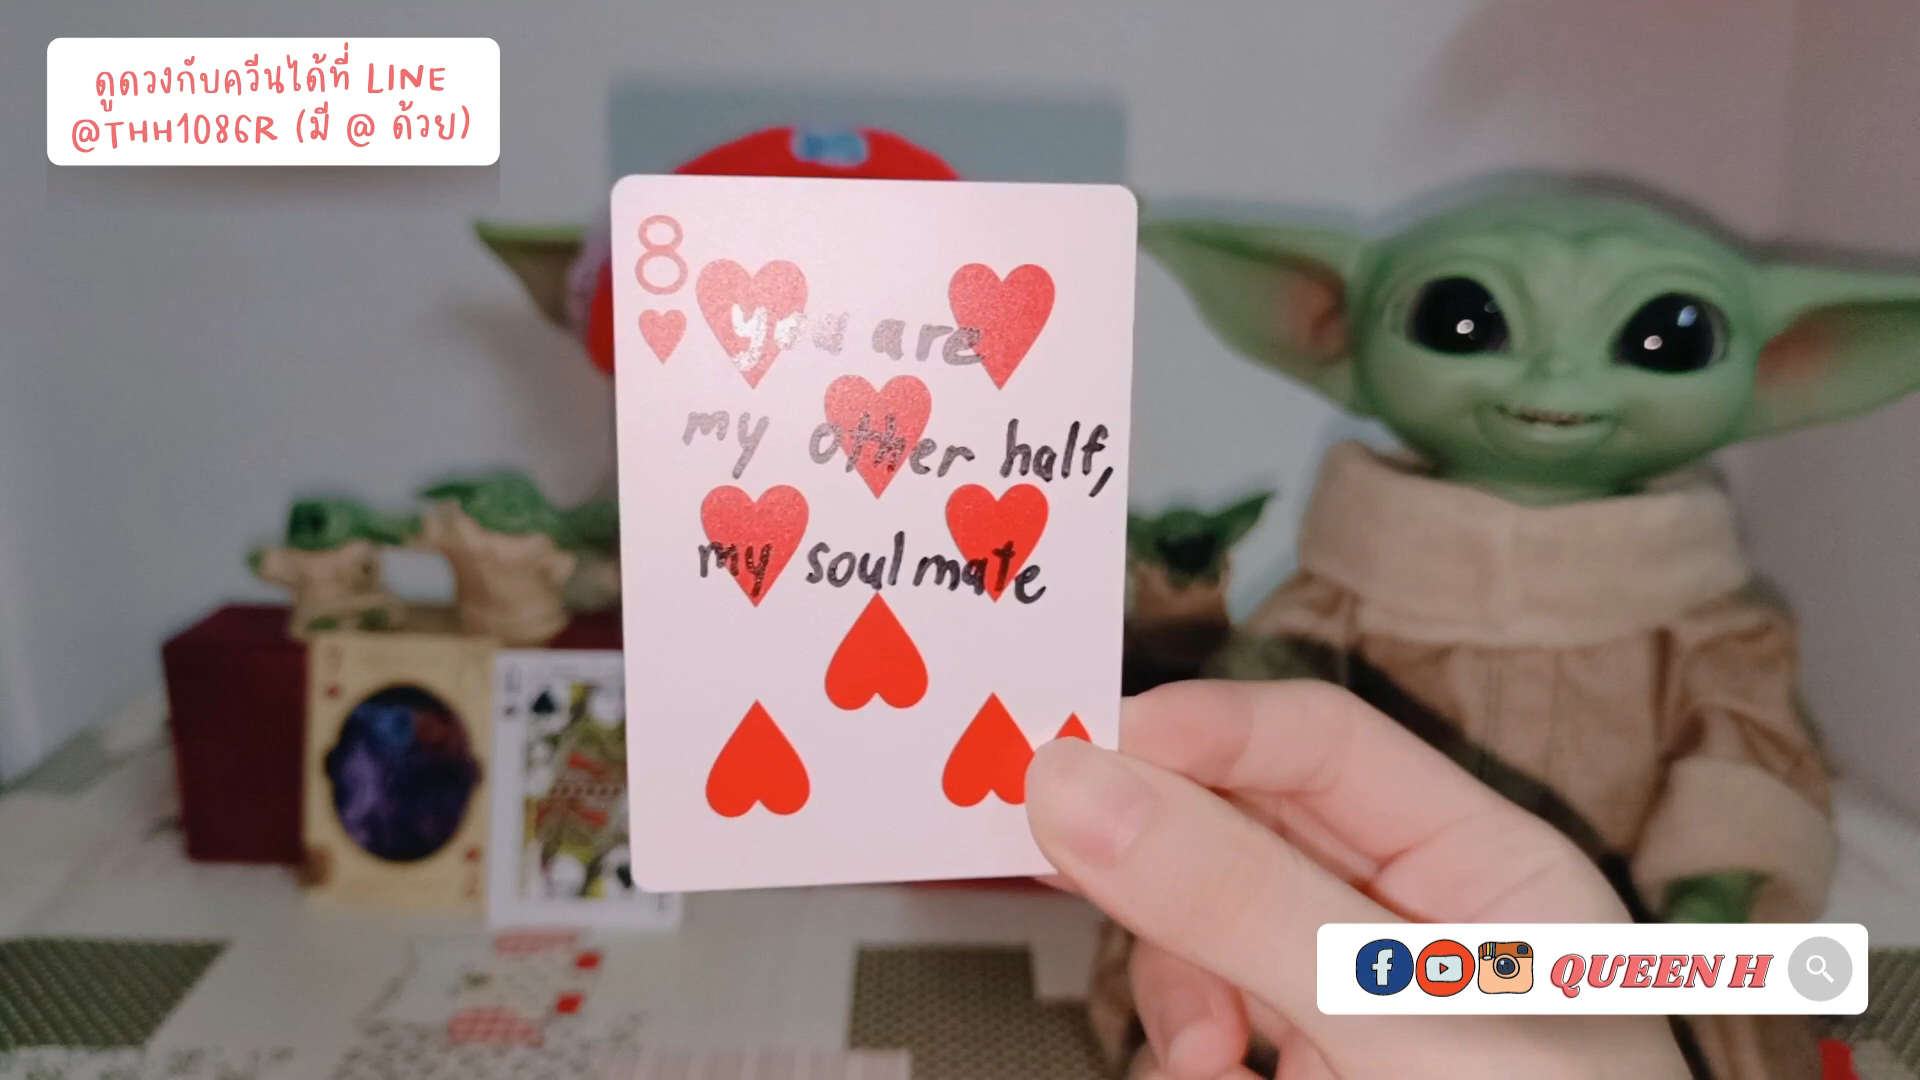 ดูดวงกับควีนได้ที่ LINE
@THH1086R (มี @ ด้วย)
8
you are
my other half,
my soulmate
QUEEN H